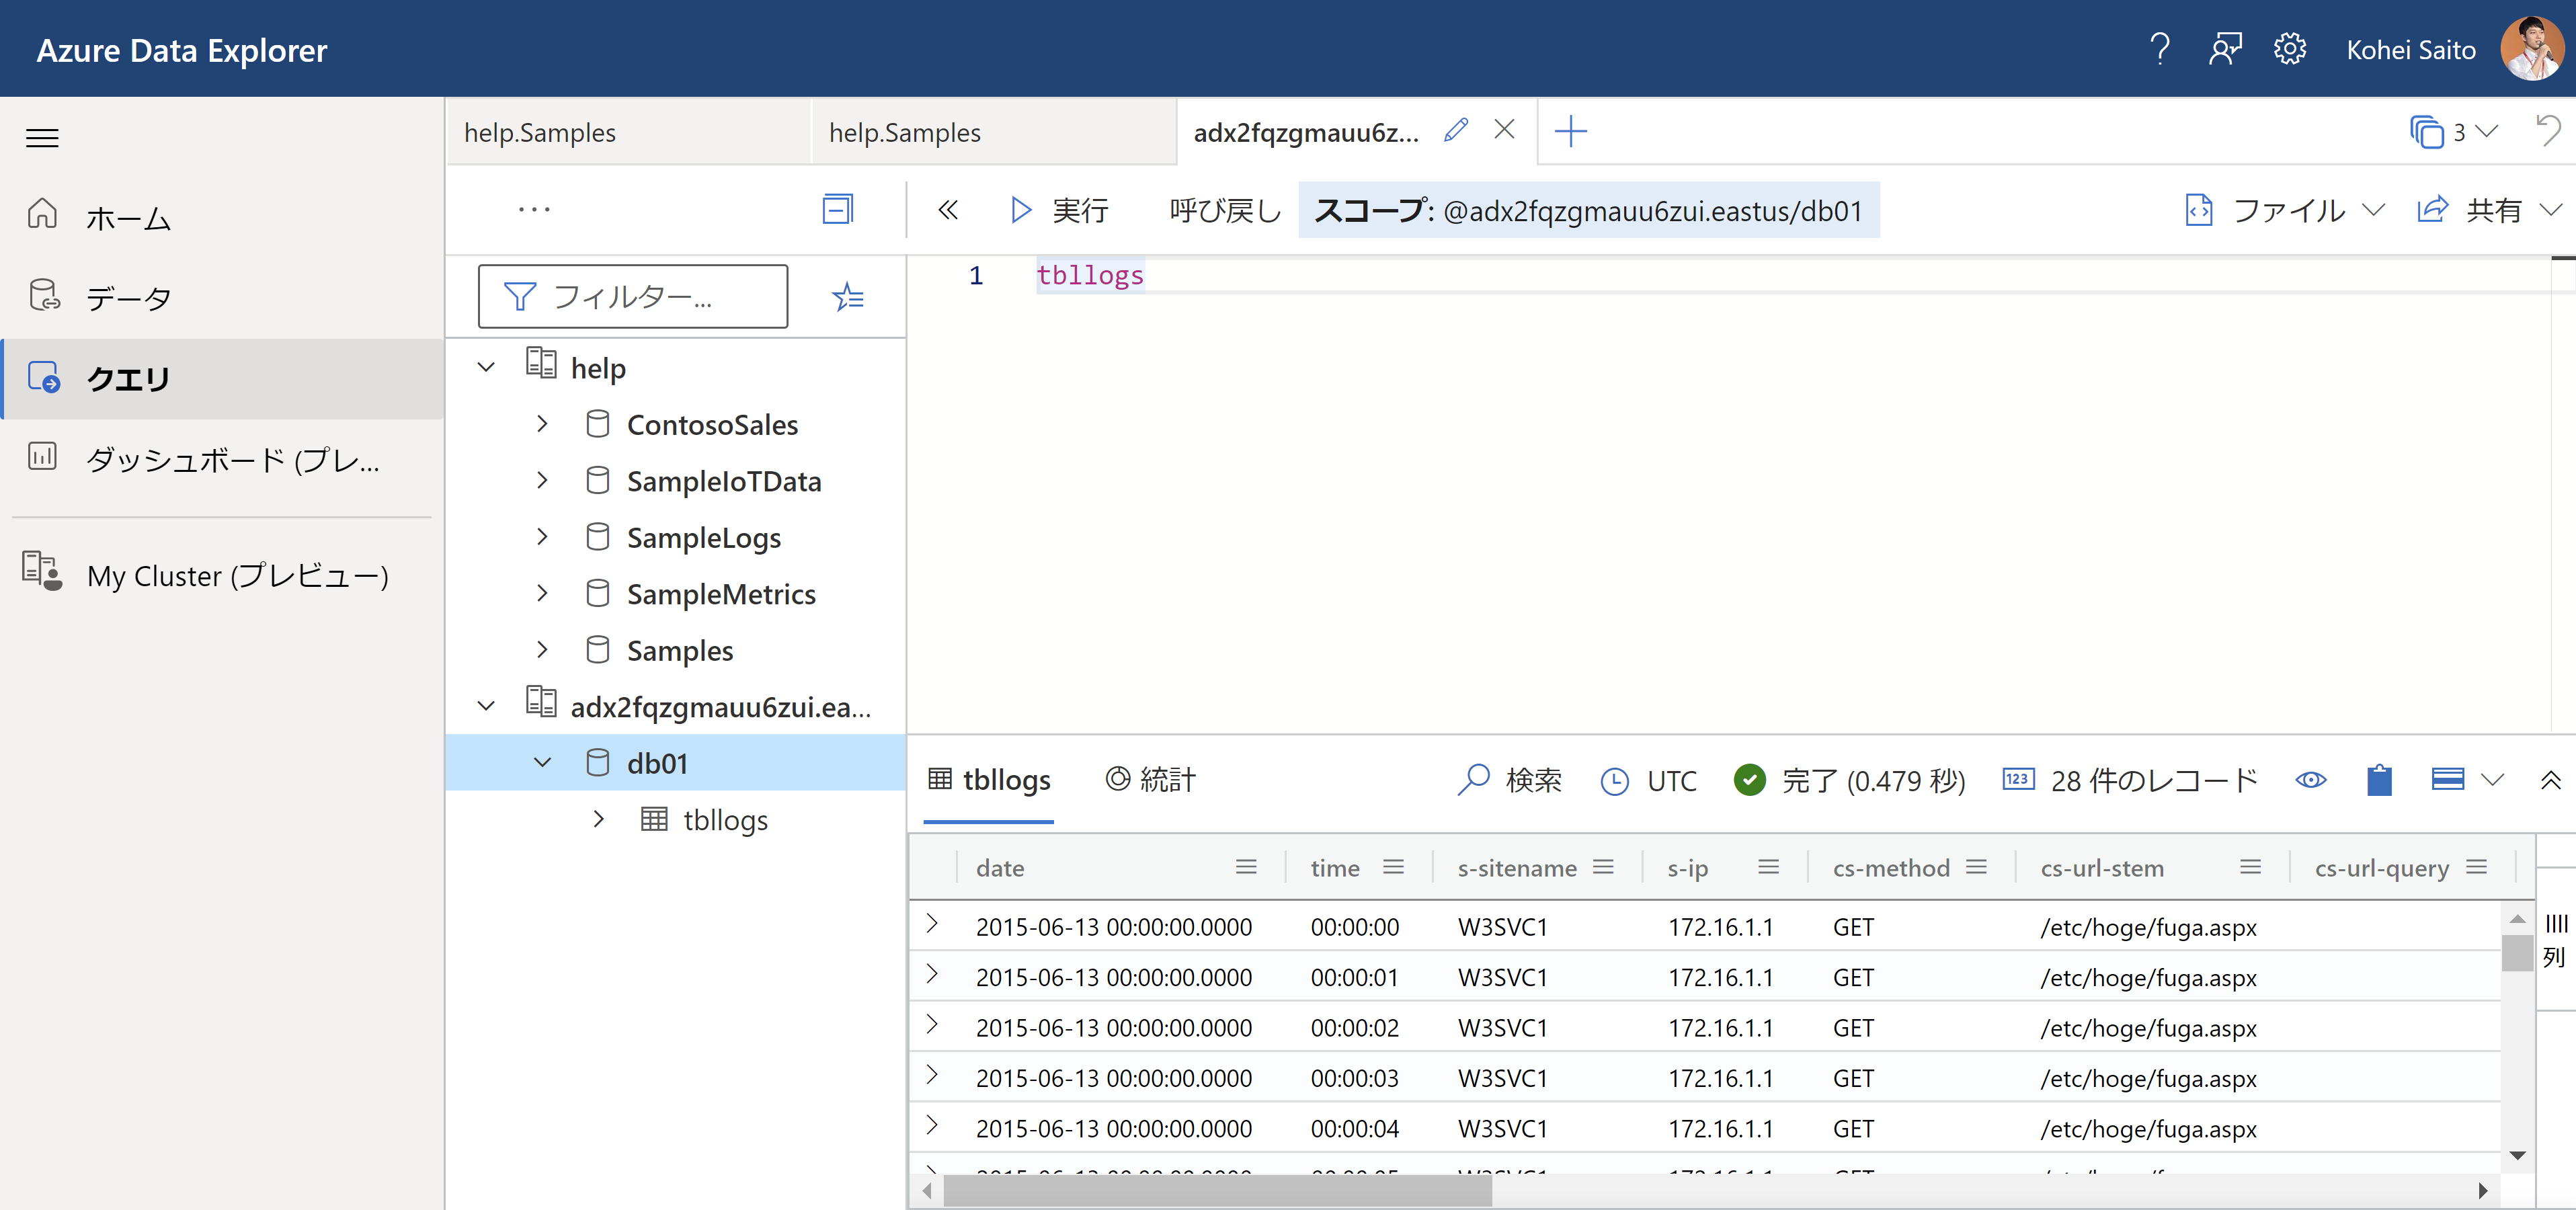 Azure Data Explorer
Kohei Saito
help.Samples
help.Samples
adx2fqzgmauu6z...
3
ホーム
データ
クエリ
ダッシュボード (プレ...
My Cluster (プレビュー)
...
実行
呼び戻し
スコープ: @adx2fqzgmauu6zui.eastus/db01
ファイル
共有
フィルター...
help
ContosoSales
SampleIoTData
SampleLogs
SampleMetrics
Samples
adx2fqzgmauu6zui.ea...
db01
tbllogs
1 tbllogs
tbllogs
統計
検索
UTC
完了 (0.479 秒)
123
28 件のレコード
date time s-sitename s-ip cs-method cs-url-stem cs-url-query
2015-06-13 00:00:00.0000 00:00:00 W3SVC1 172.16.1.1 GET /etc/hoge/fuga.aspx
2015-06-13 00:00:00.0000 00:00:01 W3SVC1 172.16.1.1 GET /etc/hoge/fuga.aspx
2015-06-13 00:00:00.0000 00:00:02 W3SVC1 172.16.1.1 GET /etc/hoge/fuga.aspx
2015-06-13 00:00:00.0000 00:00:03 W3SVC1 172.16.1.1 GET /etc/hoge/fuga.aspx
2015-06-13 00:00:00.0000 00:00:04 W3SVC1 172.16.1.1 GET /etc/hoge/fuga.aspx
列